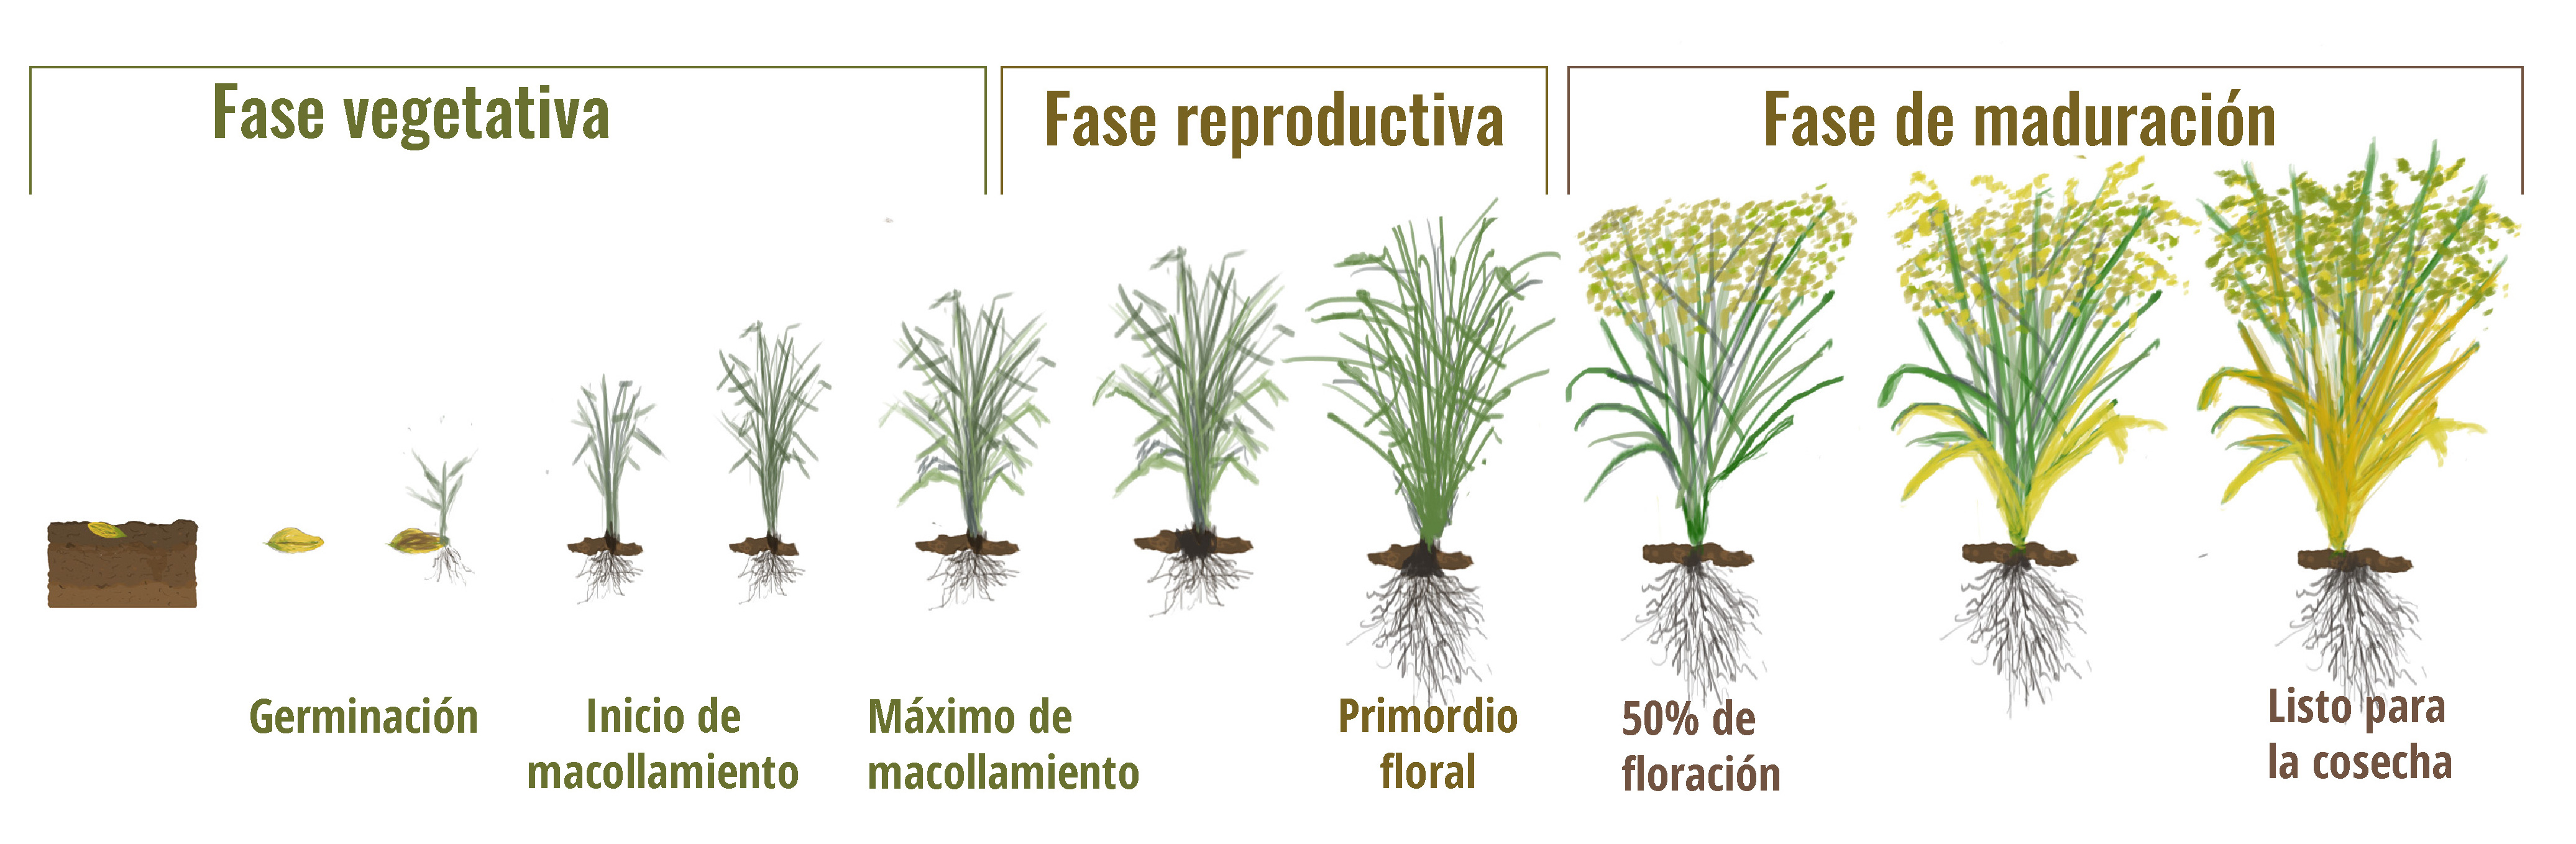 Fase vegetativa
Fase reproductiva
Fase de maduración
Germinación
Inicio de
macollamiento
Máximo de
macollamiento
Primordio
floral
50% de
floración
Listo para
la cosecha